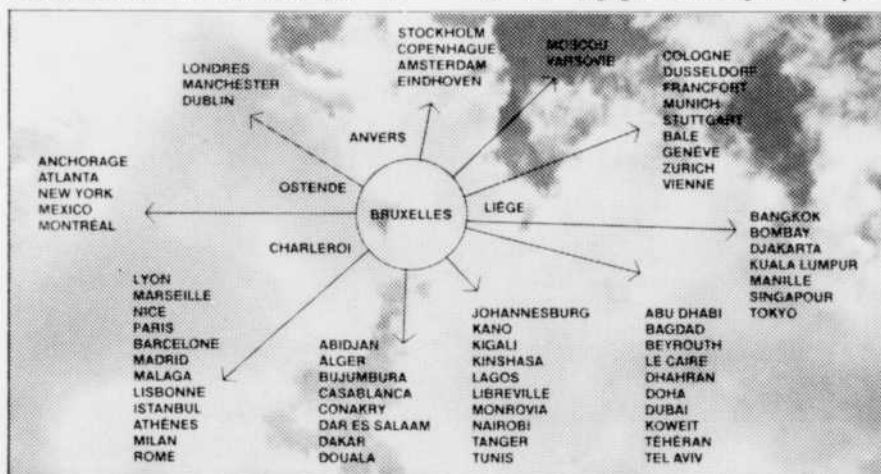 LONDRES
MANCHESTER
DUBLIN
STOCKHOLM
COPENHAGUE
AMSTERDAM
EINDHOVEN
MOSCOU
VARSOVIE
COLOGNE
DUSSELDORF
FRANCFORT
MUNICH
STUTTGART
BALE
GENÈVE
ZURICH
VIENNE
ANCHORAGE
ATLANTA
NEW YORK
MEXICO
MONTRÉAL
ANVERS
OSTENDE
BRUXELLES
LIÉGE
CHARLEROI
BANGKOK
BOMBAY
DJAKARTA
KUALA LUMPUR
MANILLE
SINGAPOUR
TOKYO
LYON
MARSEILLE
NICE
PARIS
BARCELONE
MADRID
MALAGA
LISBONNE
ISTANBUL
ATHÈNES
MILAN
ROME
ABIDJAN
ALGER
BUJUMBURA
CASABLANCA
CONAKRY
DAR ES SALAAM
DAKAR
DOUALA
JOHANNESBURG
KANO
KIGALI
KINSHASA
LAGOS
LIBREVILLE
MONROVIA
NAIROBI
TANGER
TUNIS
ABU DHABI
BAGDAD
BEYROUTH
LE CAIRE
DHAHRAN
DOHA
DUBAI
KOWEIT
TÉHÉRAN
TEL AVIV